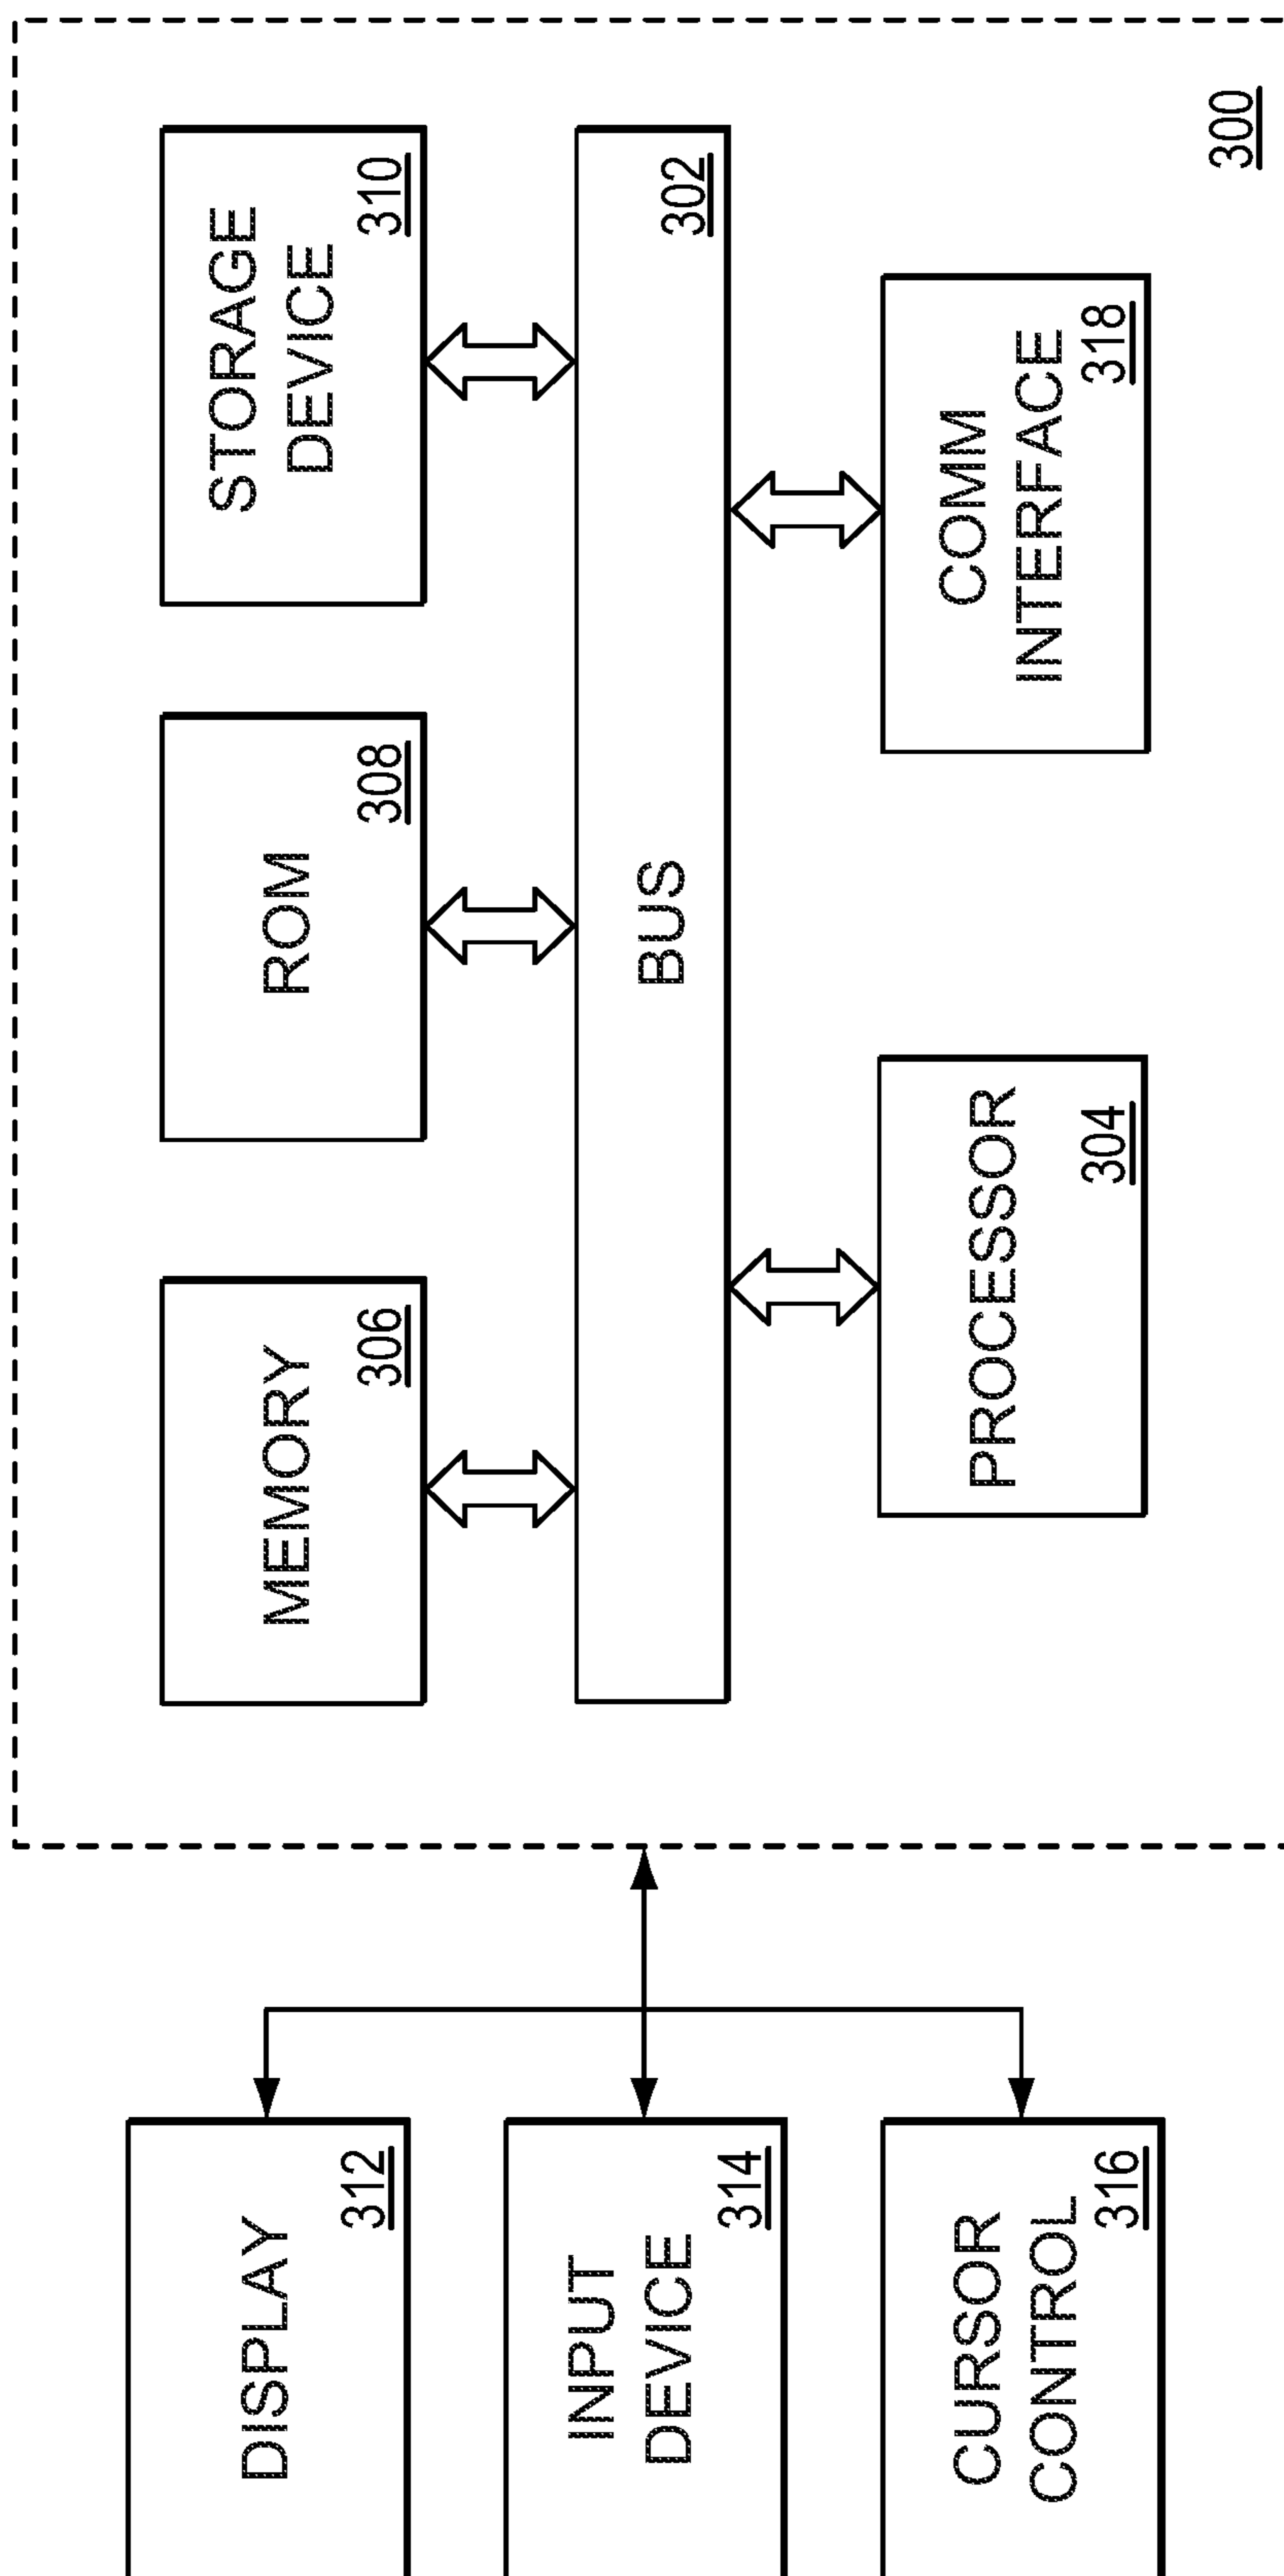 DISPLAY
312
INPUT
DEVICE
314
CURSOR
CONTROL
316
MEMORY
306
ROM
308
STORAGE
DEVICE
310
BUS
302
PROCESSOR
304
COMM
INTERFACE
318
300